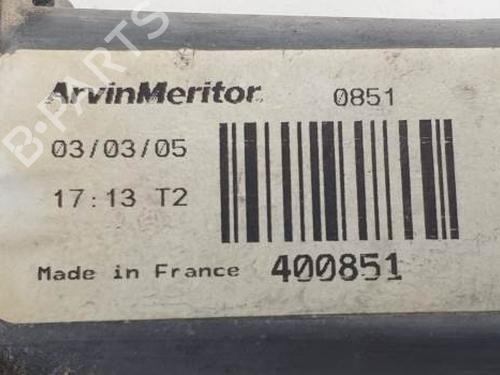 ArvinMeritor 0851
03/03/05
17:13 T2
Made in France 400851
B-PARTS